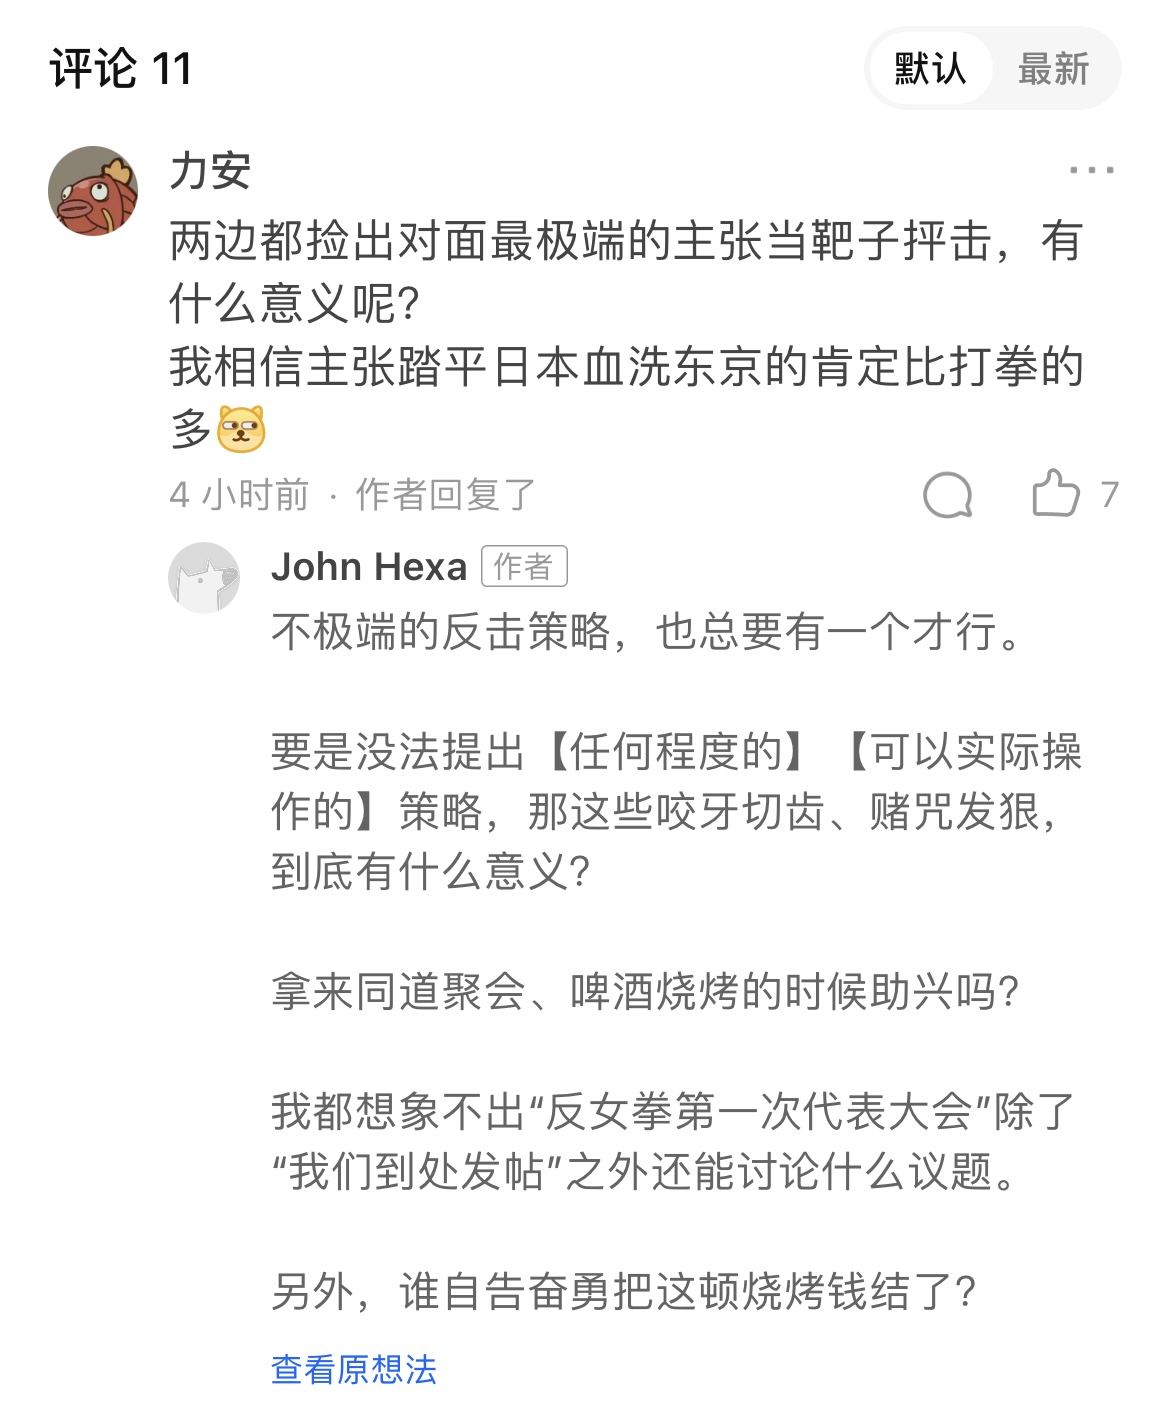 评论 11
默认 最新
力安
两边都捡出对面最极端的主张当靶子抨击，有
什么意义呢？
我相信主张踏平日本血洗东京的肯定比打拳的
多
4 小时前 · 作者回复了
7
John Hexa 作者
不极端的反击策略，也总要有一个才行。
要是没法提出【任何程度的】【可以实际操
作的】策略，那这些咬牙切齿、赌咒发狠，
到底有什么意义？
拿来同道聚会、啤酒烧烤的时候助兴吗？
我都想象不出“反女拳第一次代表大会”除了
“我们到处发帖”之外还能讨论什么议题。
另外，谁自告奋勇把这顿烧烤钱结了？
查看原想法